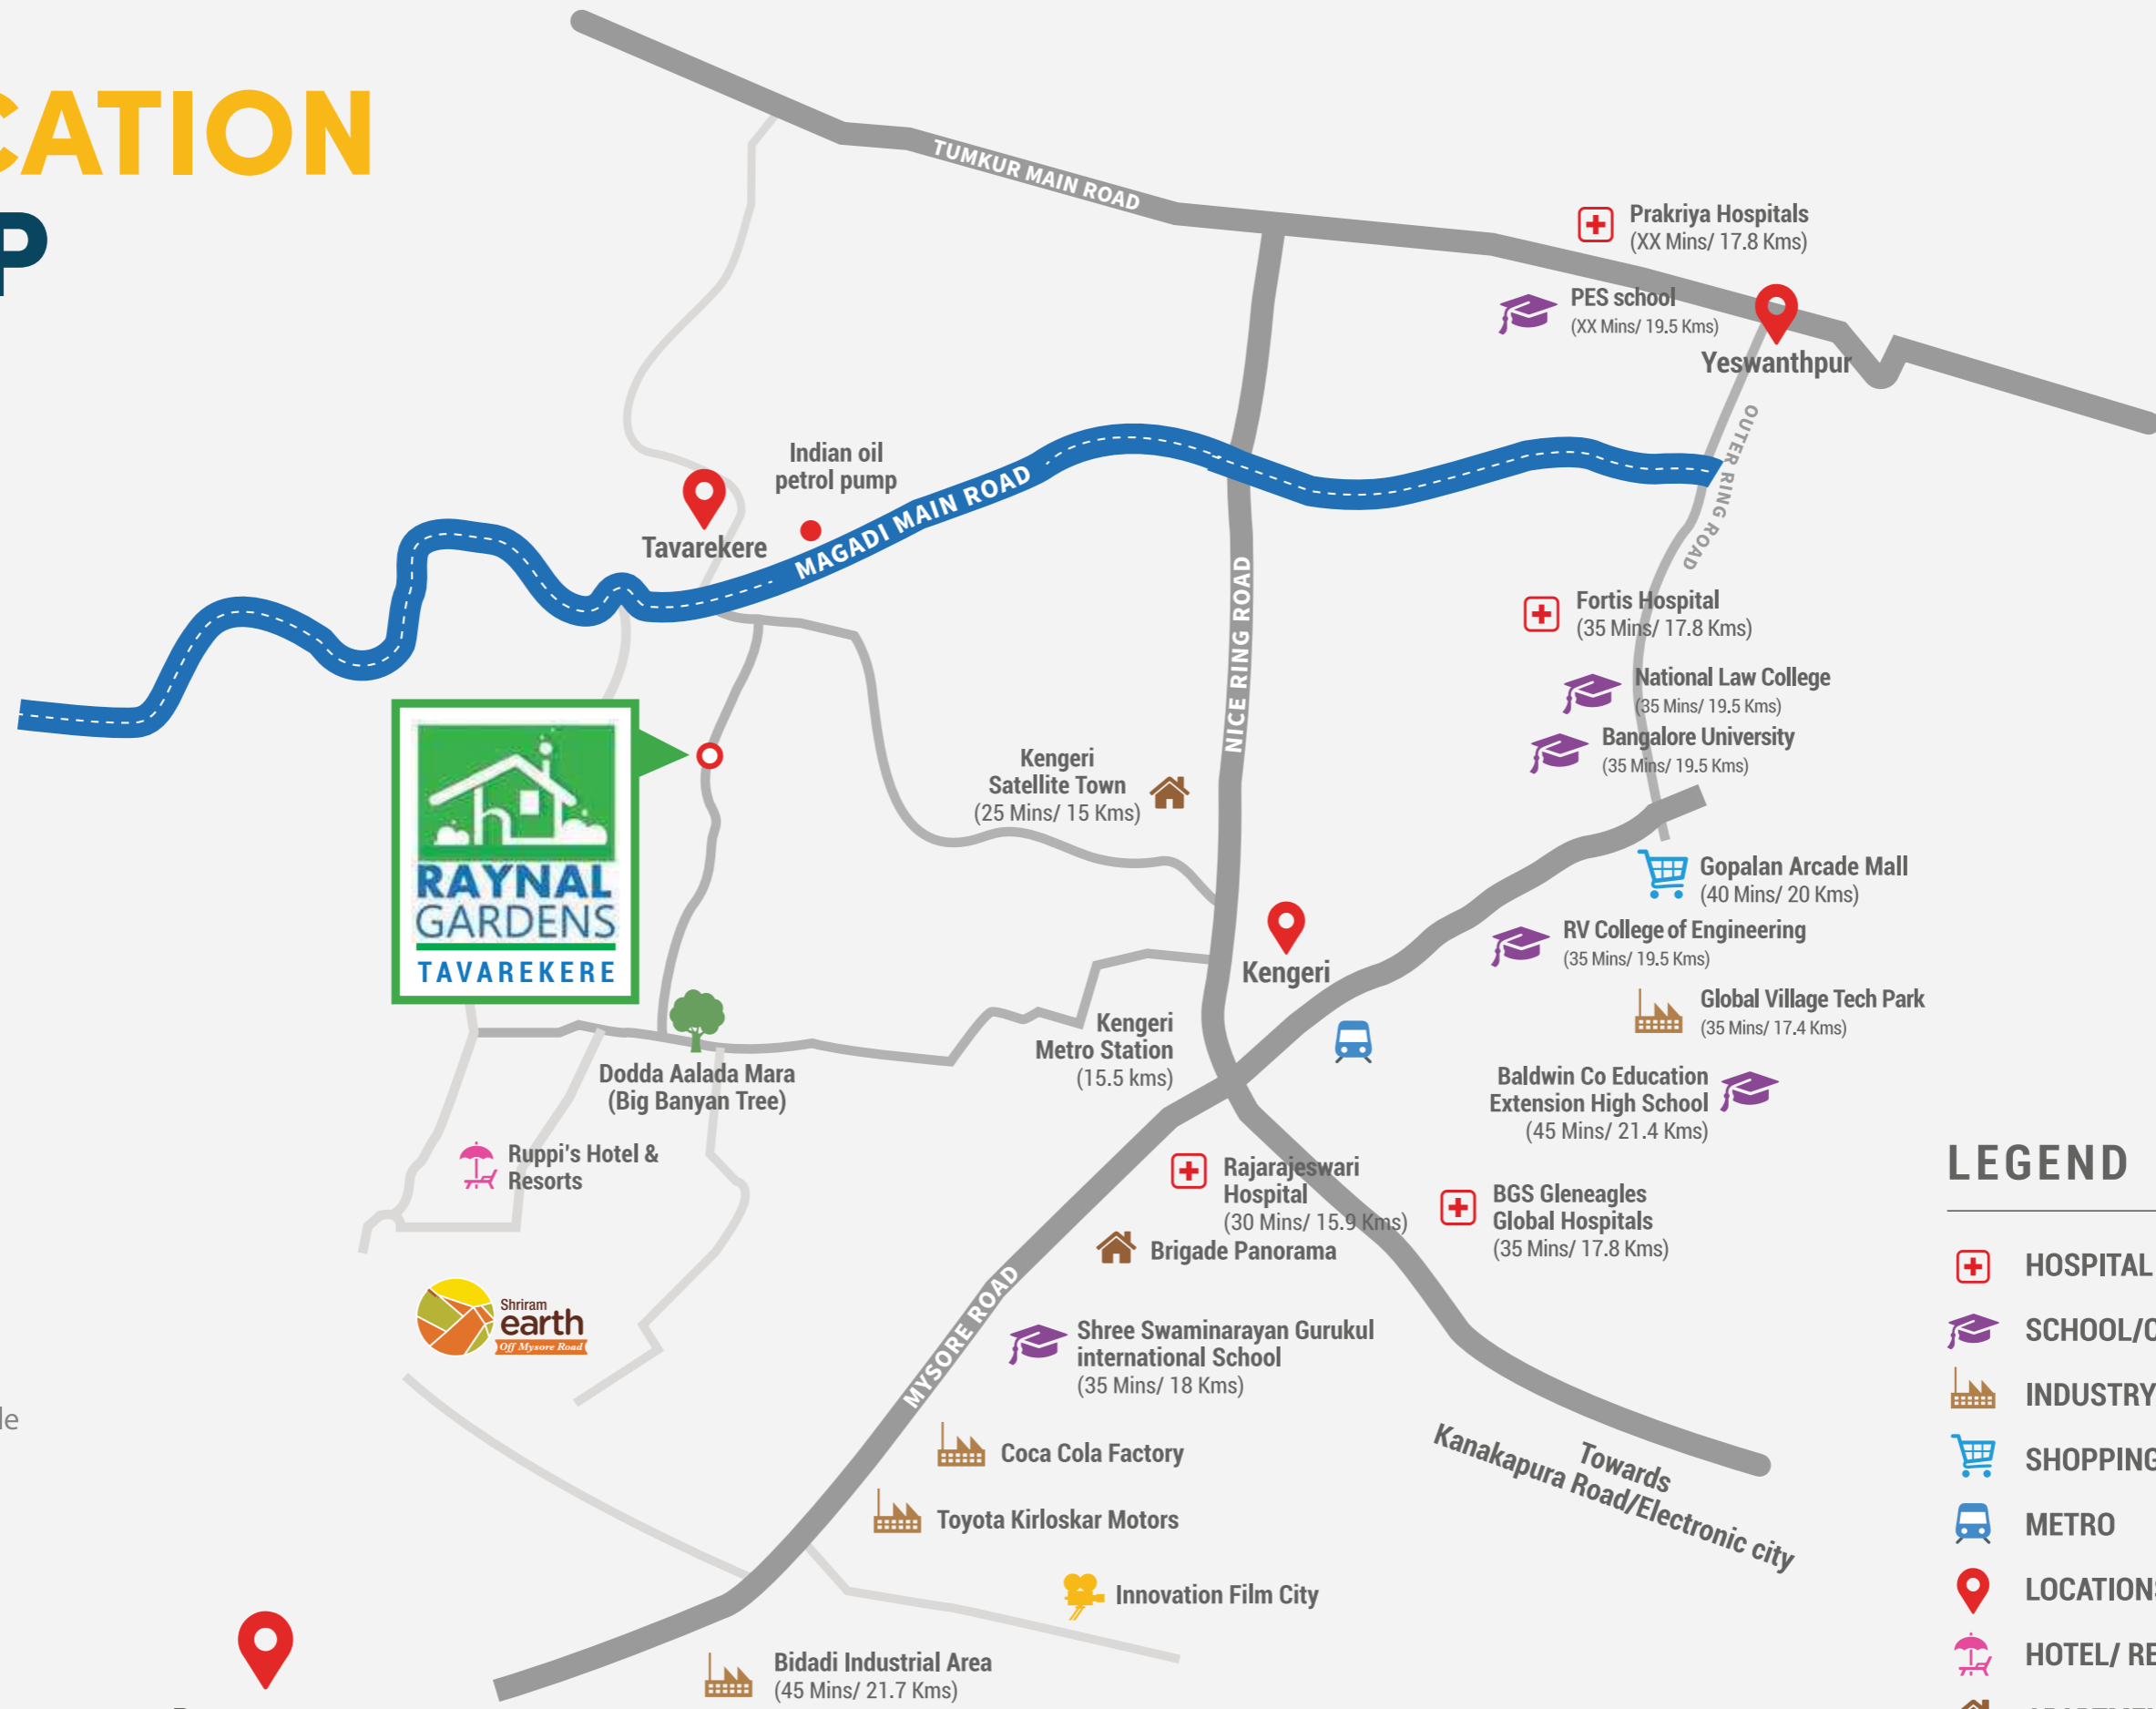 CATION
P
TUMKUR MAIN ROAD
Prakriya Hospitals
(XX Mins/ 17.8 Kms)
PES school
(XX Mins/ 19.5 Kms)
Yeswanthpur
OUTER RING ROAD
Indian oil
petrol pump
MAGADI MAIN ROAD
Tavarekere
NICE RING ROAD
Fortis Hospital
(35 Mins/ 17.8 Kms)
National Law College
(35 Mins/ 19.5 Kms)
Bangalore University
(35 Mins/ 19.5 Kms)
Kengeri
Satellite Town
(25 Mins/ 15 Kms)
RAYNAL
GARDENS
TAVAREKERE
Gopalan Arcade Mall
(40 Mins/ 20 Kms)
RV College of Engineering
(35 Mins/ 19.5 Kms)
Kengeri
Global Village Tech Park
(35 Mins/ 17.4 Kms)
Kengeri
Metro Station
(15.5 kms)
Dodda Aalada Mara
(Big Banyan Tree)
Baldwin Co Education
Extension High School
(45 Mins/ 21.4 Kms)
Ruppi's Hotel &
Resorts
Rajarajeswari
Hospital
(30 Mins/ 15.9 Kms)
BGS Gleneagles
Global Hospitals
(35 Mins/ 17.8 Kms)
Brigade Panorama
MYSORE ROAD
Shriram
earth
Off Mysore Road
Shree Swaminarayan Gurukul
international School
(35 Mins/ 18 Kms)
le
Coca Cola Factory
Towards
Kanakapura Road/Electronic city
Toyota Kirloskar Motors
Innovation Film City
Bidadi Industrial Area
(45 Mins/ 21.7 Kms)
LEGEND
HOSPITAL
SCHOOL/C
INDUSTRY
SHOPPING
METRO
LOCATIONS
HOTEL/ RE